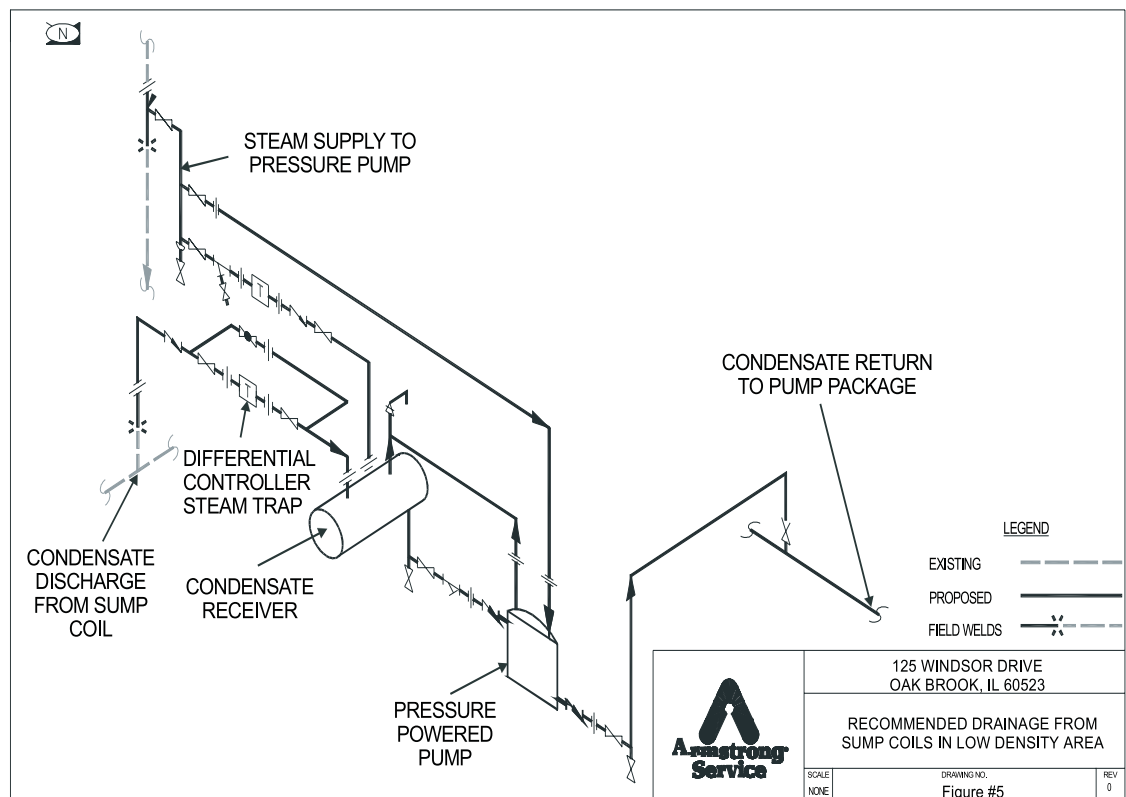 N
STEAM SUPPLY TO
PRESSURE PUMP
T
T
DIFFERENTIAL
CONTROLLER
STEAM TRAP
CONDENSATE RETURN
TO PUMP PACKAGE
CONDENSATE
DISCHARGE
FROM SUMP
COIL
CONDENSATE
RECEIVER
PRESSURE
POWERED
PUMP
LEGEND
EXISTING
PROPOSED
FIELD WELDS
Armstrong
Service
125 WINDSOR DRIVE
OAK BROOK, IL 60523
RECOMMENDED DRAINAGE FROM
SUMP COILS IN LOW DENSITY AREA
SCALE
NONE
DRAWING NO.
Figure #5
REV
0